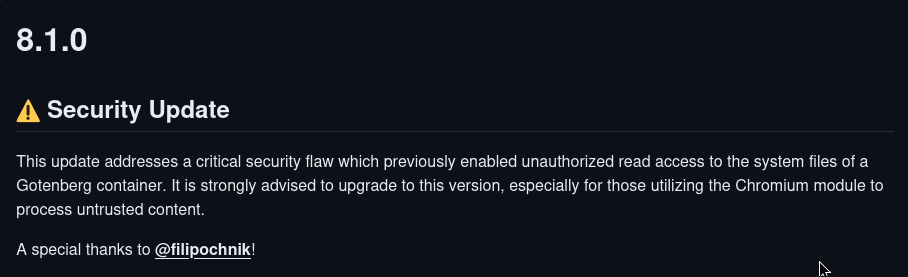 8.1.0
⚠️ Security Update
This update addresses a critical security flaw which previously enabled unauthorized read access to the system files of a
Gotenberg container. It is strongly advised to upgrade to this version, especially for those utilizing the Chromium module to
process untrusted content.
A special thanks to @filipochnik!